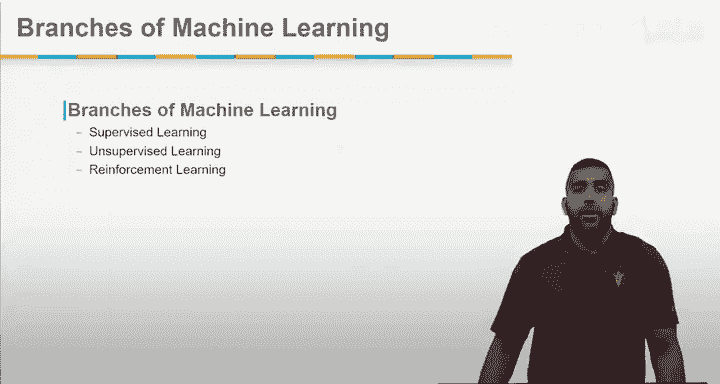 Branches of Machine Learning
Branches of Machine Learning
– Supervised Learning
– Unsupervised Learning
– Reinforcement Learning